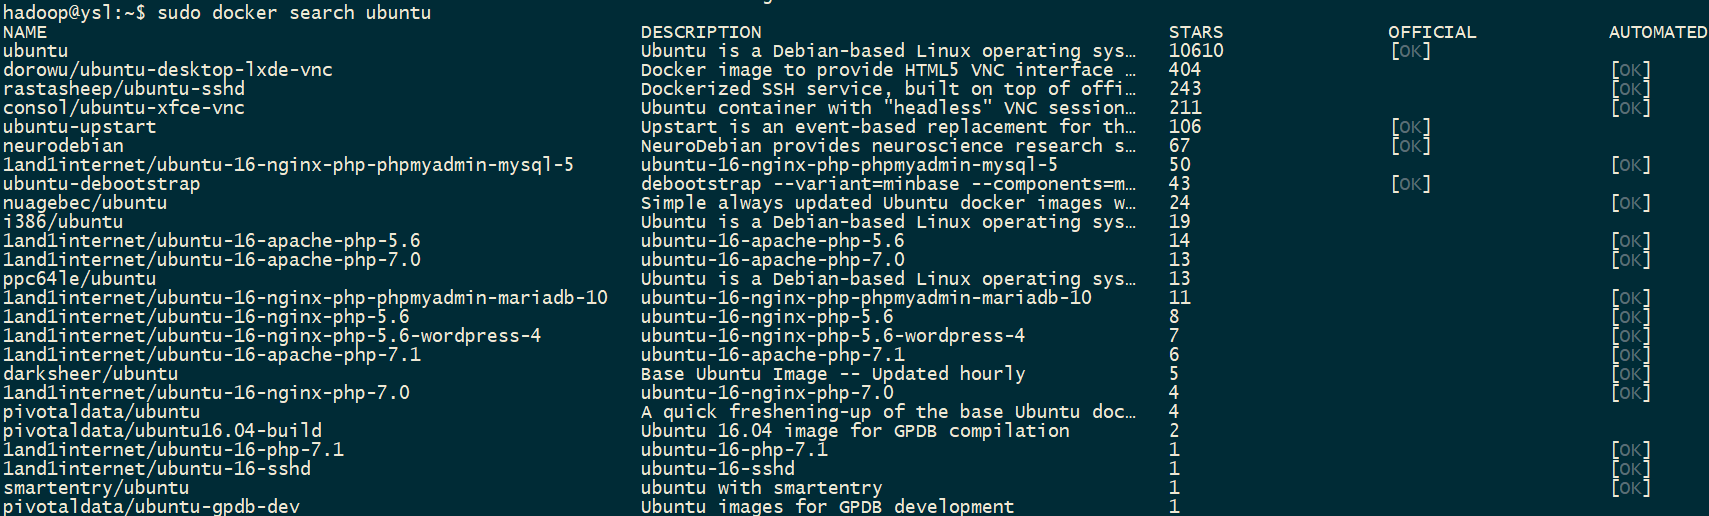 hadoop@ysl:~$ sudo docker search ubuntu
NAME DESCRIPTION STARS OFFICIAL AUTOMATED
ubuntu Ubuntu is a Debian-based Linux operating sys… 10610 [OK]
dorowu/ubuntu-desktop-lxde-vnc Docker image to provide HTML5 VNC interface … 404 [OK]
rastasheep/ubuntu-sshd Dockerized SSH service, built on top of offi… 243 [OK]
consol/ubuntu-xfce-vnc Ubuntu container with "headless" VNC session… 211 [OK]
ubuntu-upstart Upstart is an event-based replacement for th… 106 [OK]
neurodebian NeuroDebian provides neuroscience research s… 67 [OK]
1and1internet/ubuntu-16-nginx-php-phpmyadmin-mysql-5 ubuntu-16-nginx-php-phpmyadmin-mysql-5 50 [OK]
ubuntu-debootstrap debootstrap --variant=minbase --components=m… 43 [OK]
nuagebec/ubuntu Simple always updated Ubuntu docker images w… 24 [OK]
i386/ubuntu Ubuntu is a Debian-based Linux operating sys… 19
1and1internet/ubuntu-16-apache-php-5.6 ubuntu-16-apache-php-5.6 14 [OK]
1and1internet/ubuntu-16-apache-php-7.0 ubuntu-16-apache-php-7.0 13 [OK]
ppc64le/ubuntu Ubuntu is a Debian-based Linux operating sys… 13
1and1internet/ubuntu-16-nginx-php-phpmyadmin-mariadb-10 ubuntu-16-nginx-php-phpmyadmin-mariadb-10 11 [OK]
1and1internet/ubuntu-16-nginx-php-5.6 ubuntu-16-nginx-php-5.6 8 [OK]
1and1internet/ubuntu-16-nginx-php-5.6-wordpress-4 ubuntu-16-nginx-php-5.6-wordpress-4 7 [OK]
1and1internet/ubuntu-16-apache-php-7.1 ubuntu-16-apache-php-7.1 6 [OK]
darksheer/ubuntu Base Ubuntu Image -- Updated hourly 5 [OK]
1and1internet/ubuntu-16-nginx-php-7.0 ubuntu-16-nginx-php-7.0 4 [OK]
pivotaldata/ubuntu A quick freshening-up of the base Ubuntu doc… 4
pivotaldata/ubuntu16.04-build Ubuntu 16.04 image for GPDB compilation 2
1and1internet/ubuntu-16-php-7.1 ubuntu-16-php-7.1 1 [OK]
1and1internet/ubuntu-16-sshd ubuntu-16-sshd 1 [OK]
smartentry/ubuntu ubuntu with smartentry 1 [OK]
pivotaldata/ubuntu-gpdb-dev Ubuntu images for GPDB development 1